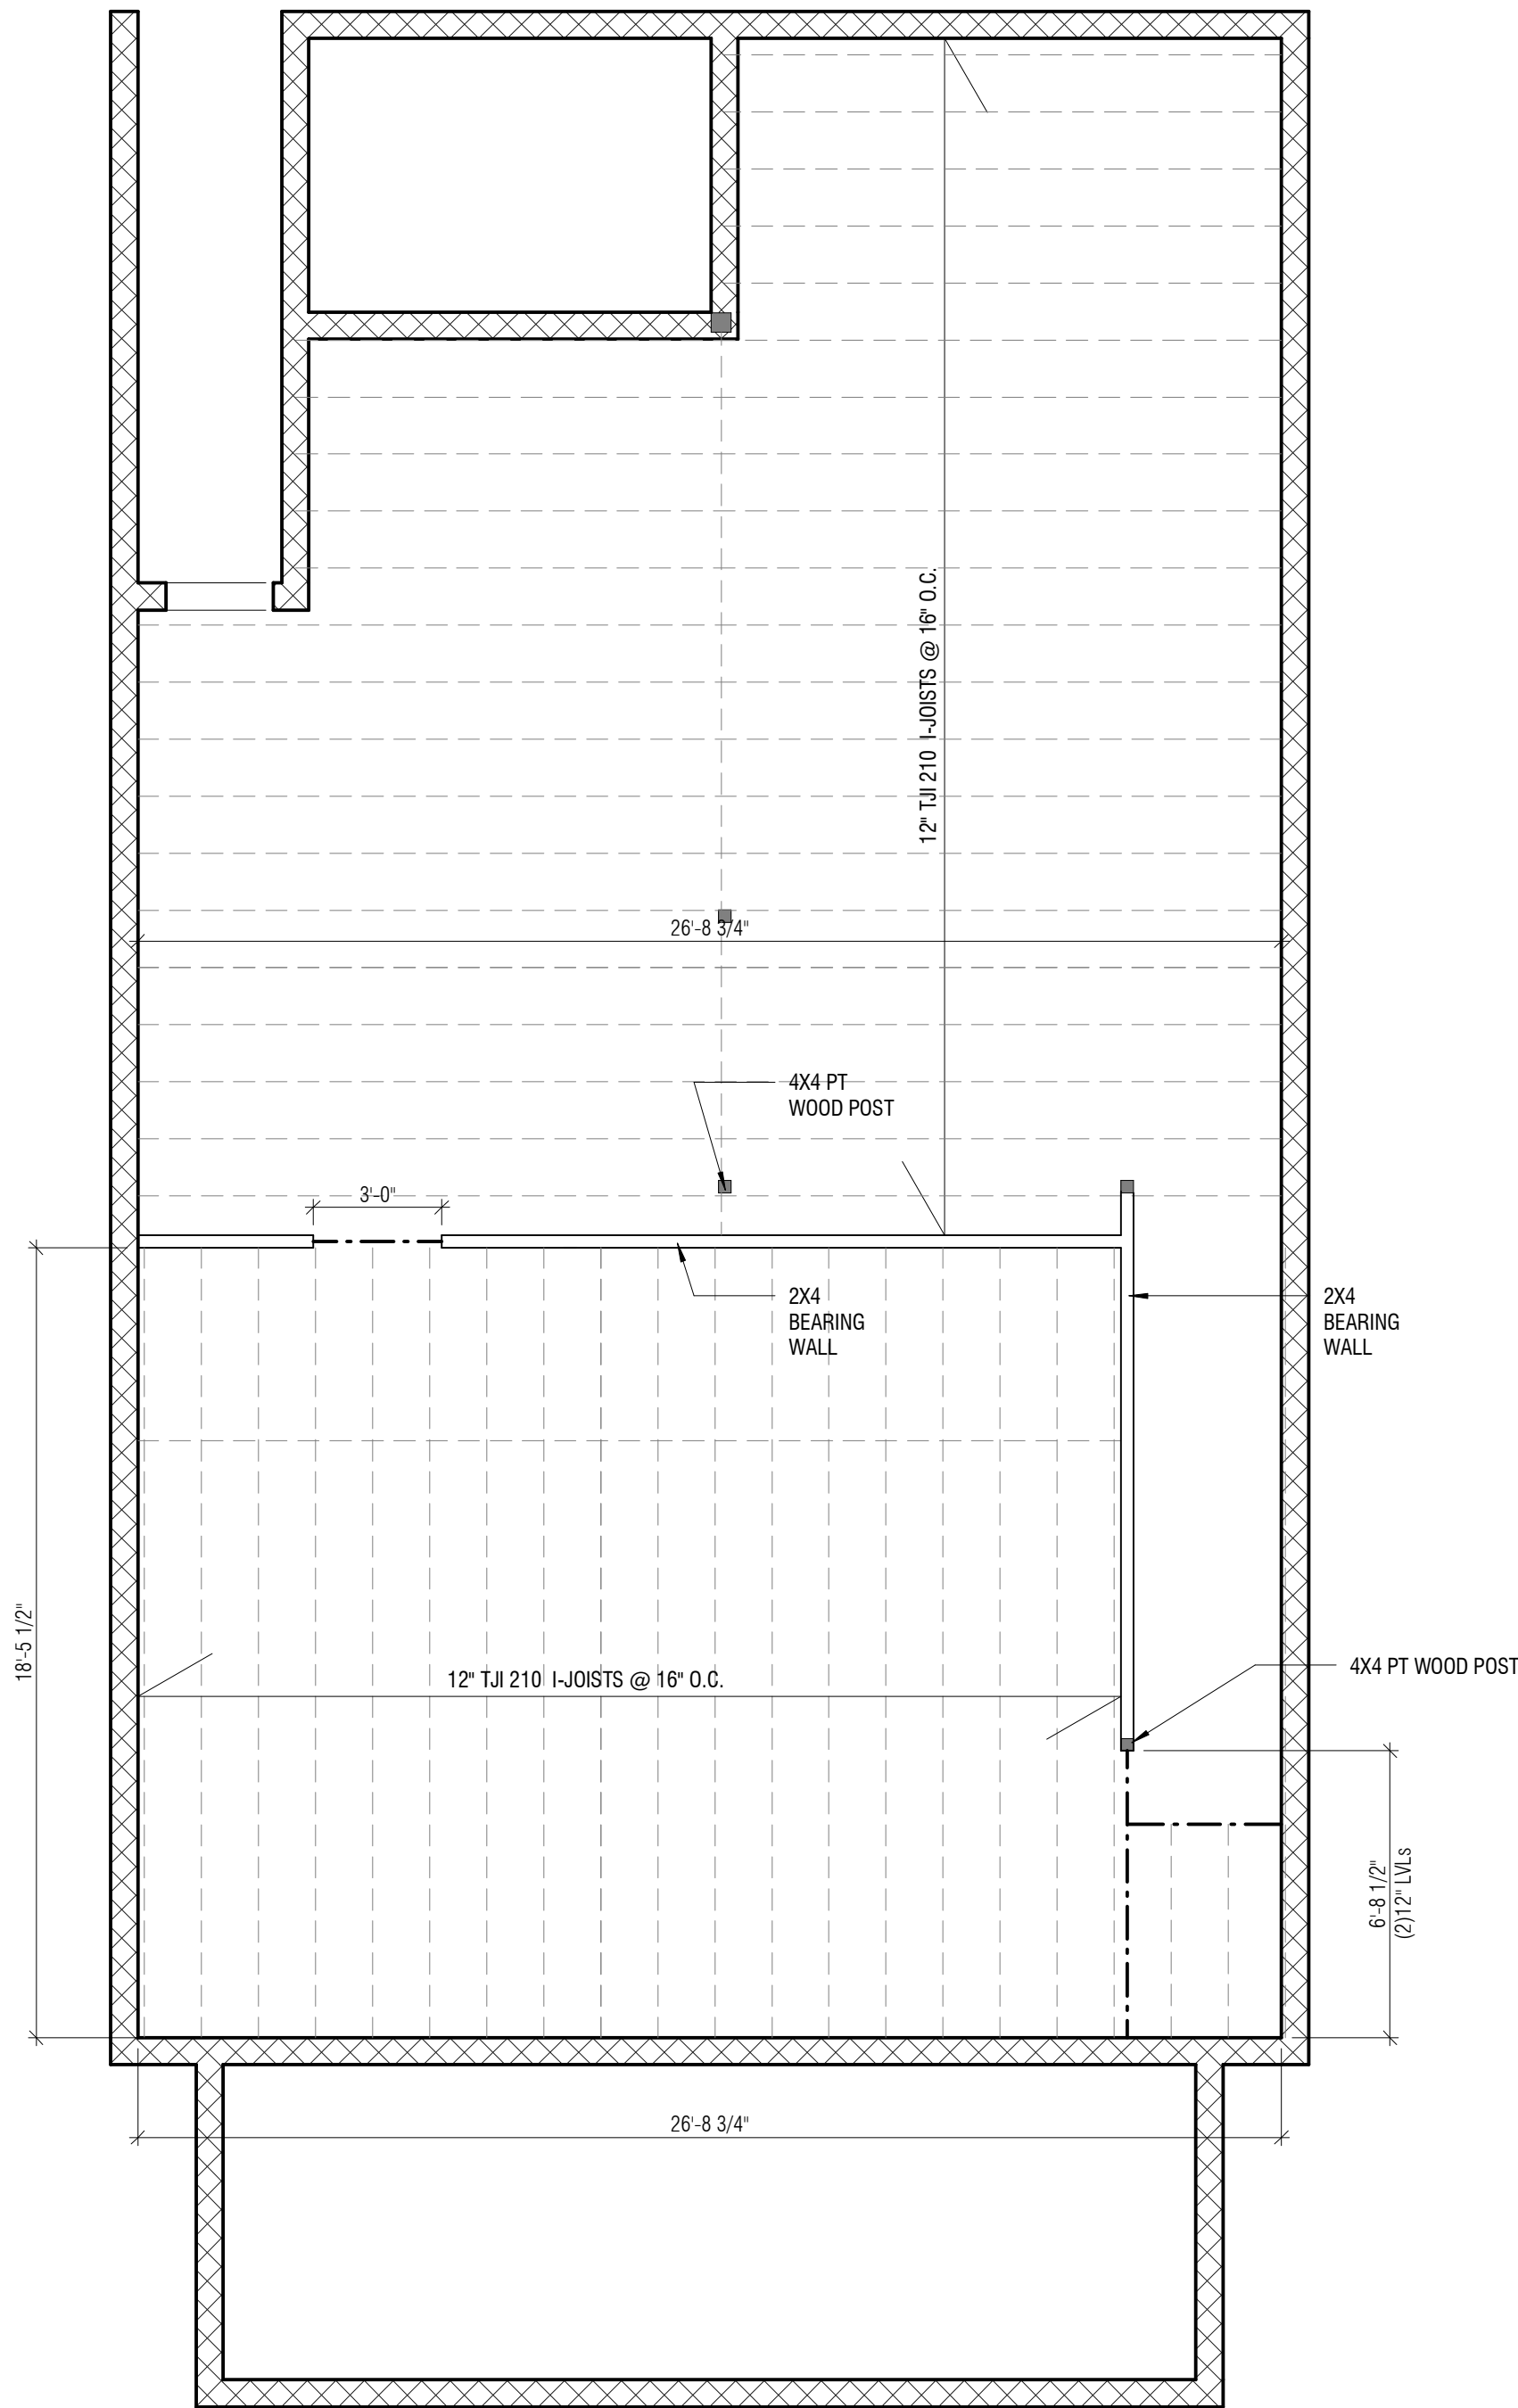 12" TJI 210 I-JOISTS @ 16" O.C.
26'-8 3/4"
4X4 PT
WOOD POST
3'-0"
2X4
BEARING
WALL
2X4
BEARING
WALL
18'-5 1/2"
12" TJI 210 I-JOISTS @ 16" O.C.
4X4 PT WOOD POST
6'-8 1/2"
(2)12" LVLs
26'-8 3/4"